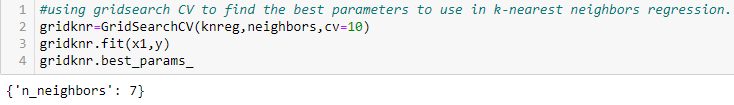 1 #using gridsearch CV to find the best parameters to use in k-nearest neighbors regression.
2 gridknr=GridSearchCV(knreg,neighbors,cv=10)
3 gridknr.fit(x1,y)
4 gridknr.best_params_
{'n_neighbors': 7}